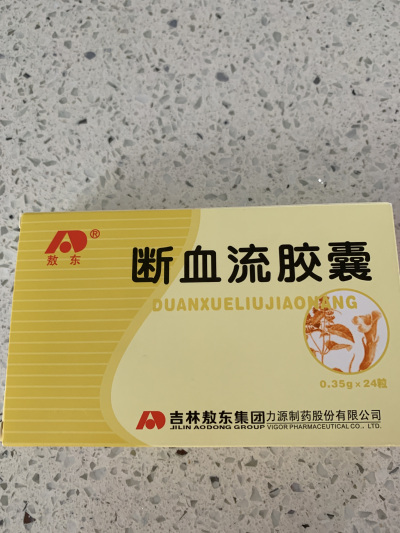 ®
敖东
断血流胶囊
DUANXUELIUJIAONANG
0.35g×24粒
吉林敖东集团力源制药股份有限公司
JILIN AODONG GROUP VIGOR PHARMACEUTICAL CO., LTD.